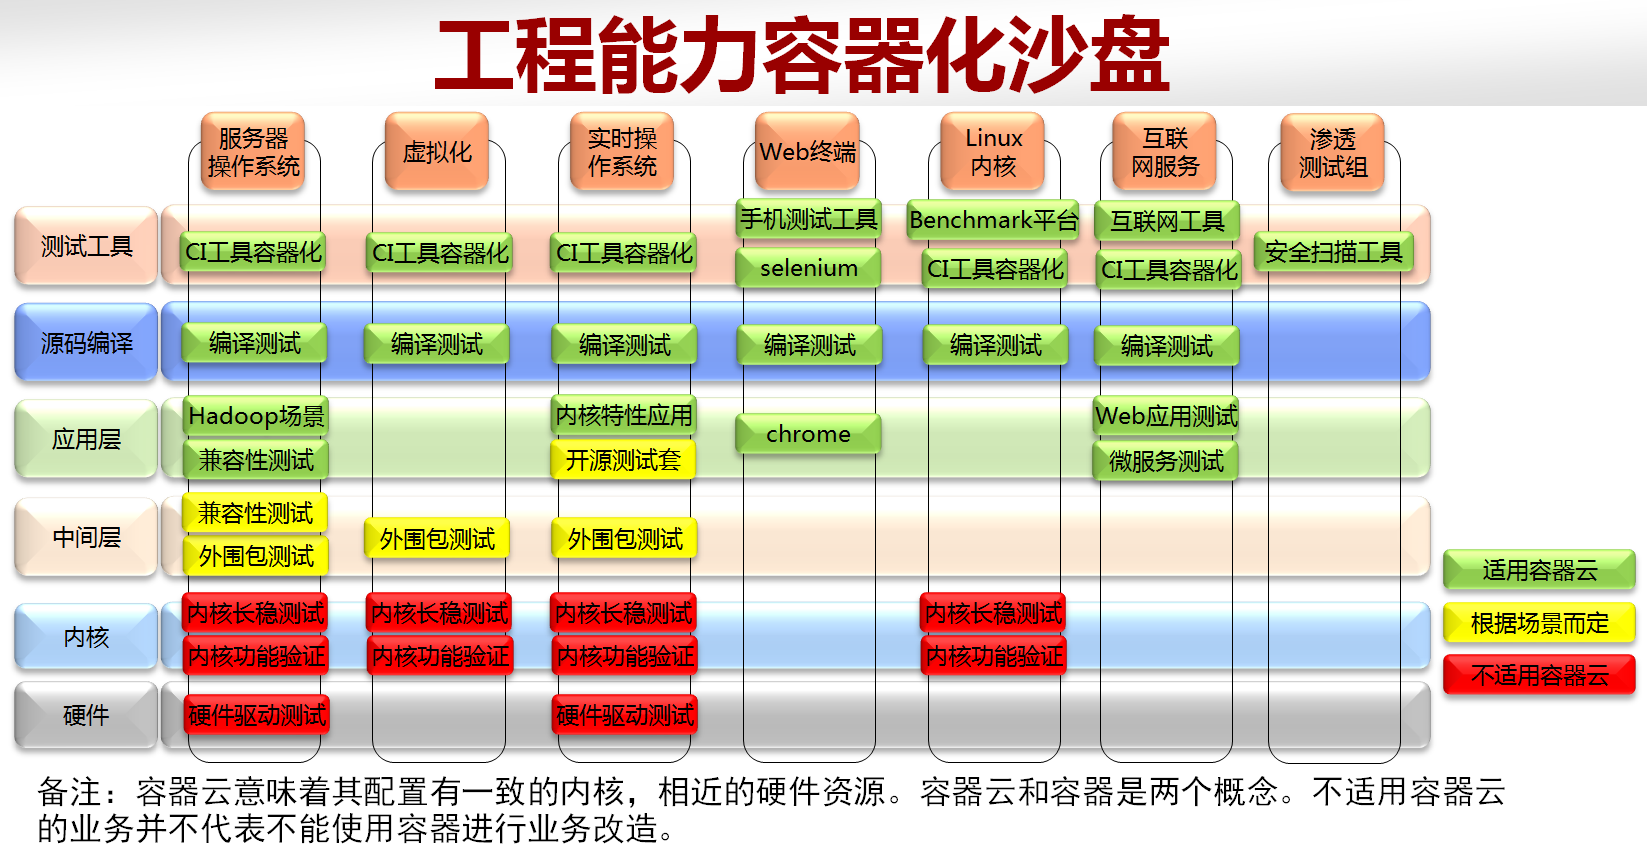 工程能力容器化沙盘
服务器
操作系统
虚拟化
实时操
作系统
Web终端
Linux
内核
互联
网服务
渗透
测试组
测试工具
CI工具容器化
CI工具容器化
CI工具容器化
手机测试工具
selenium
Benchmark平台
CI工具容器化
互联网工具
CI工具容器化
安全扫描工具
源码编译
编译测试
编译测试
编译测试
编译测试
编译测试
编译测试
应用层
Hadoop场景
兼容性测试
内核特性应用
开源测试套
chrome
Web应用测试
微服务测试
中间层
兼容性测试
外围包测试
外围包测试
外围包测试
内核
内核长稳测试
内核功能验证
内核长稳测试
内核功能验证
内核长稳测试
内核功能验证
内核长稳测试
内核功能验证
硬件
硬件驱动测试
硬件驱动测试
适用容器云
根据场景而定
不适用容器云
备注：容器云意味着其配置有一致的内核，相近的硬件资源。容器云和容器是两个概念。不适用容器云
的业务并不代表不能使用容器进行业务改造。